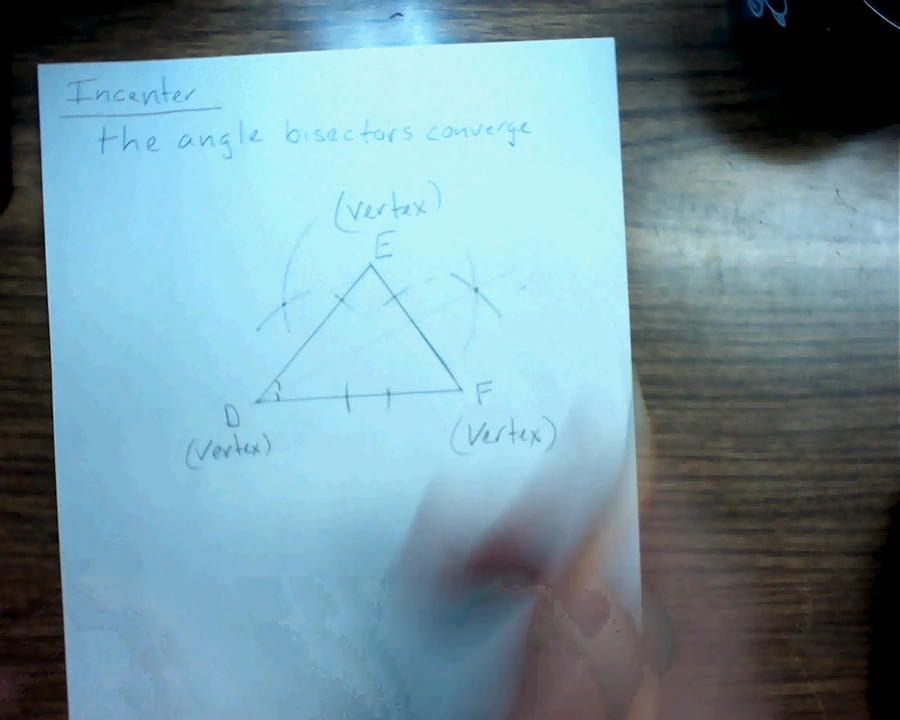 Incenter
the angle bisectors converge
(vertex)
E
D
F
(vertex)
(vertex)